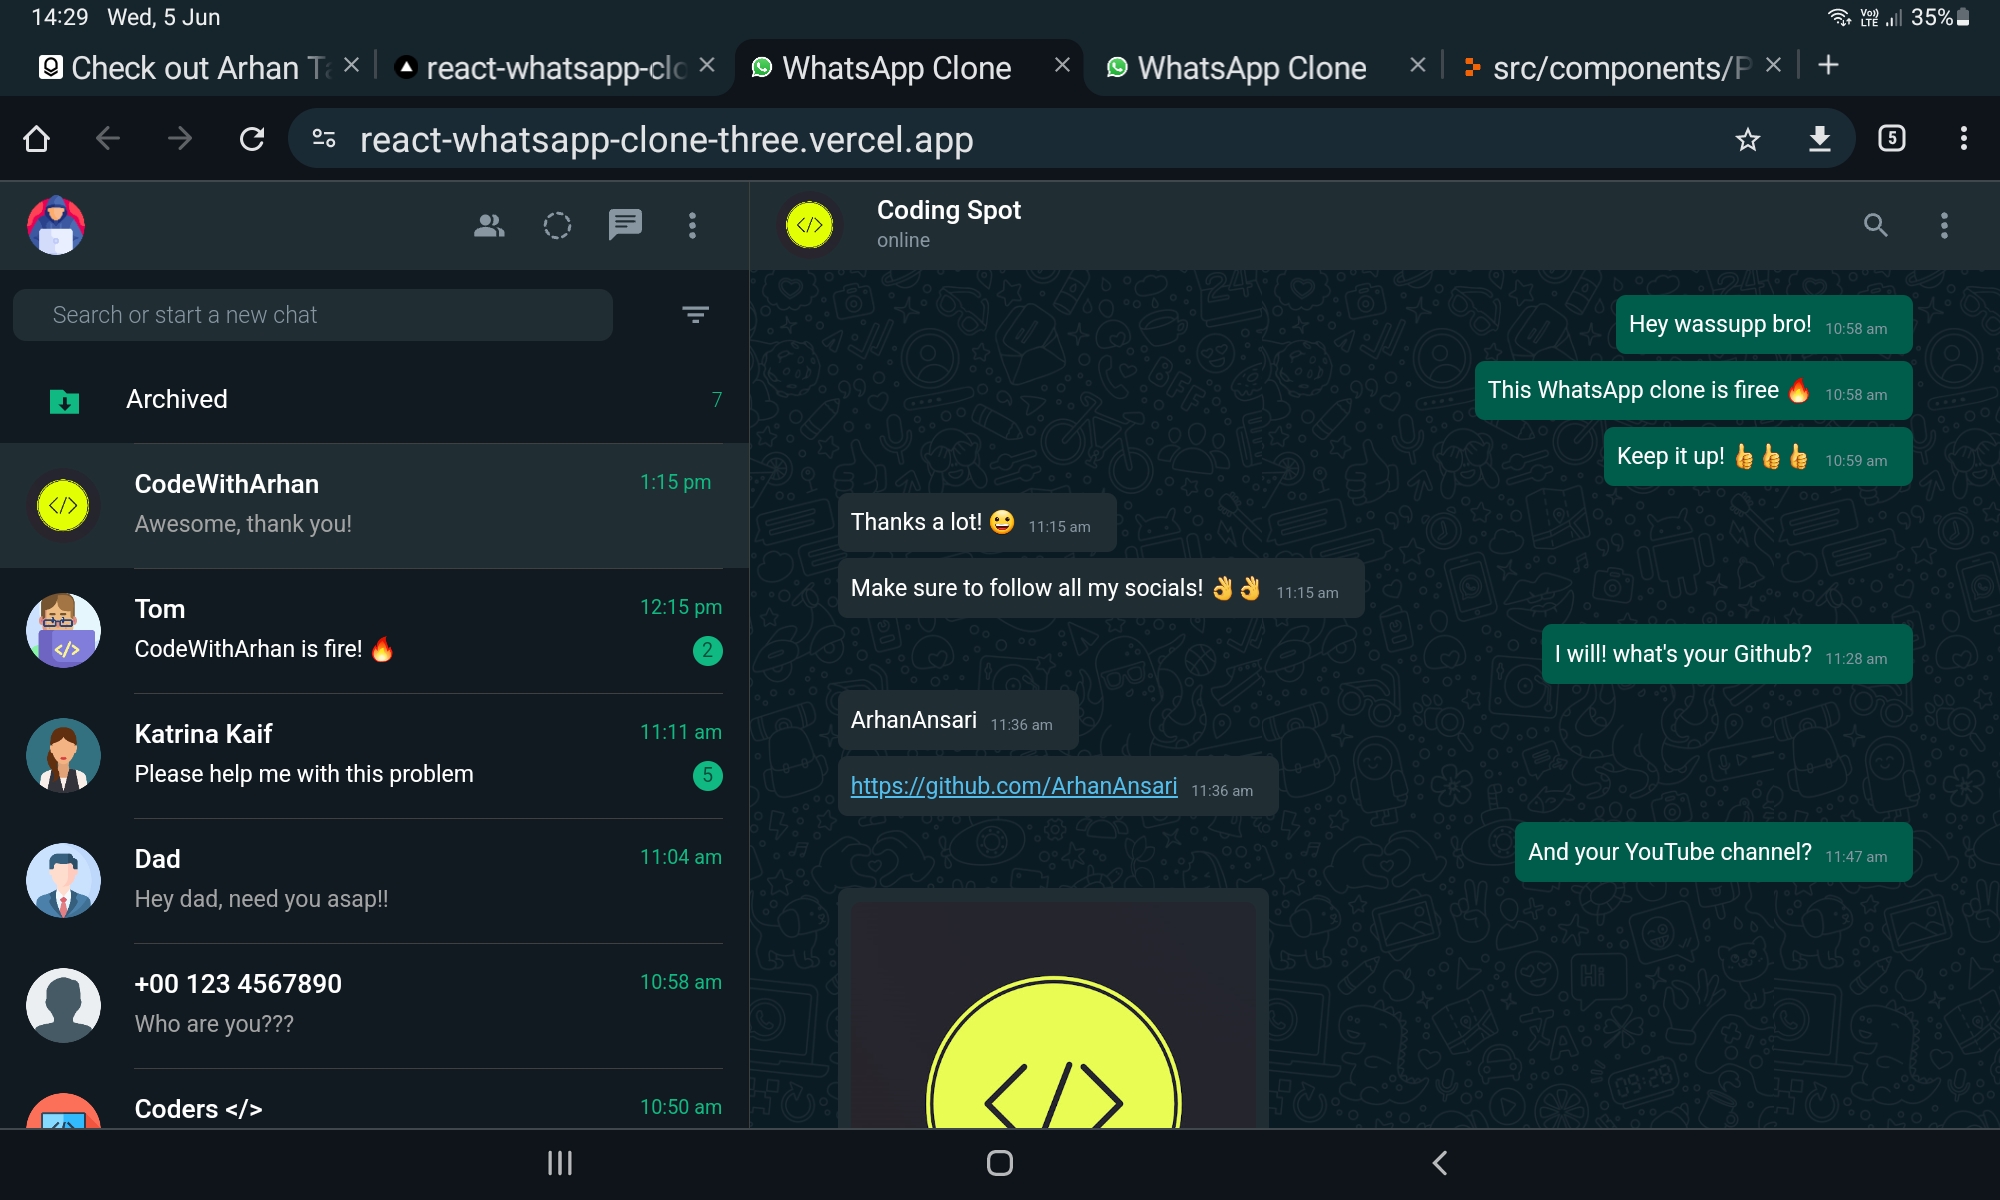 14:29 Wed, 5 Jun
Vo)) LTE 35%
Check out Arhan Ta
react-whatsapp-clo
WhatsApp Clone
WhatsApp Clone
src/components/P
react-whatsapp-clone-three.vercel.app
5
Search or start a new chat
Archived 7
CodeWithArhan 1:15 pm
Awesome, thank you!
Tom 12:15 pm
CodeWithArhan is fire! 🔥 2
Katrina Kaif 11:11 am
Please help me with this problem 5
Dad 11:04 am
Hey dad, need you asap!!
+00 123 4567890 10:58 am
Who are you???
Coders </> 10:50 am
Coding Spot
online
Hey wassupp bro! 10:58 am
This WhatsApp clone is firee 🔥 10:58 am
Keep it up! 👍👍👍 10:59 am
Thanks a lot! 😀 11:15 am
Make sure to follow all my socials! 👌👌 11:15 am
I will! what's your Github? 11:28 am
ArhanAnsari 11:36 am
https://github.com/ArhanAnsari 11:36 am
And your YouTube channel? 11:47 am
</>